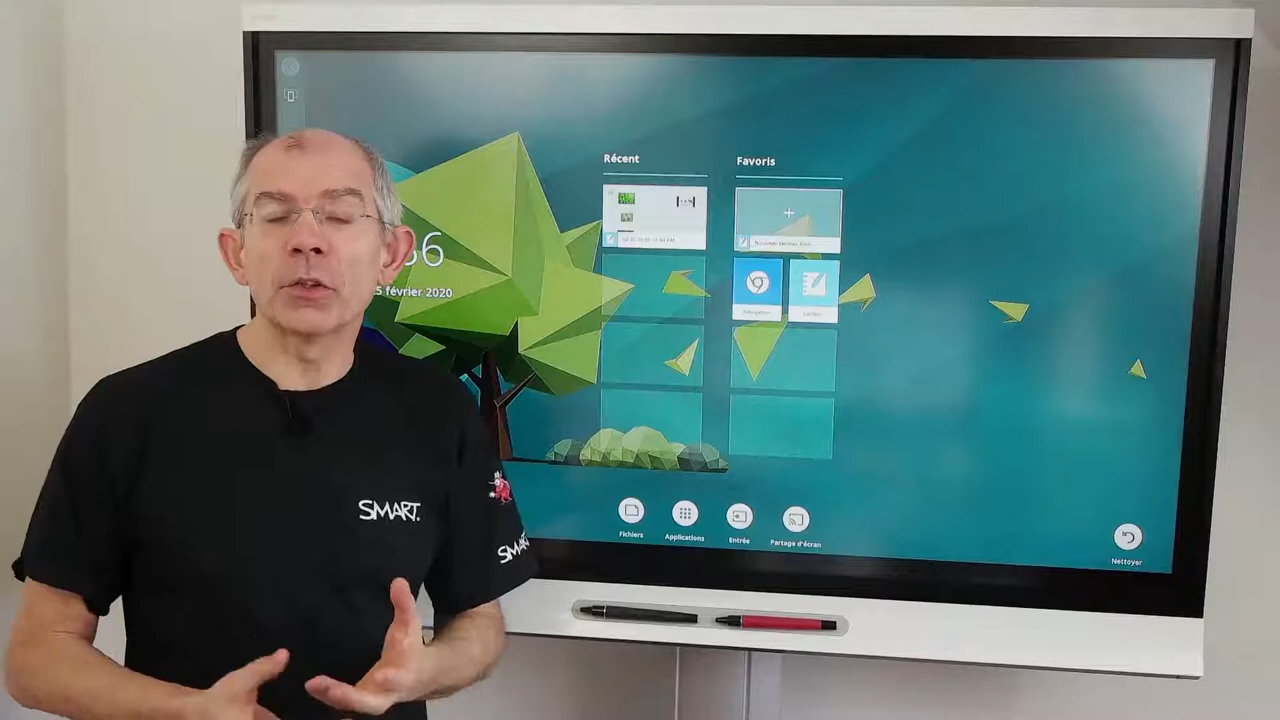 56
5 février 2020
Récent
Favoris
Fichiers
Applications
Entrée
Partage d'écran
Nettoyer
SMART
SMART